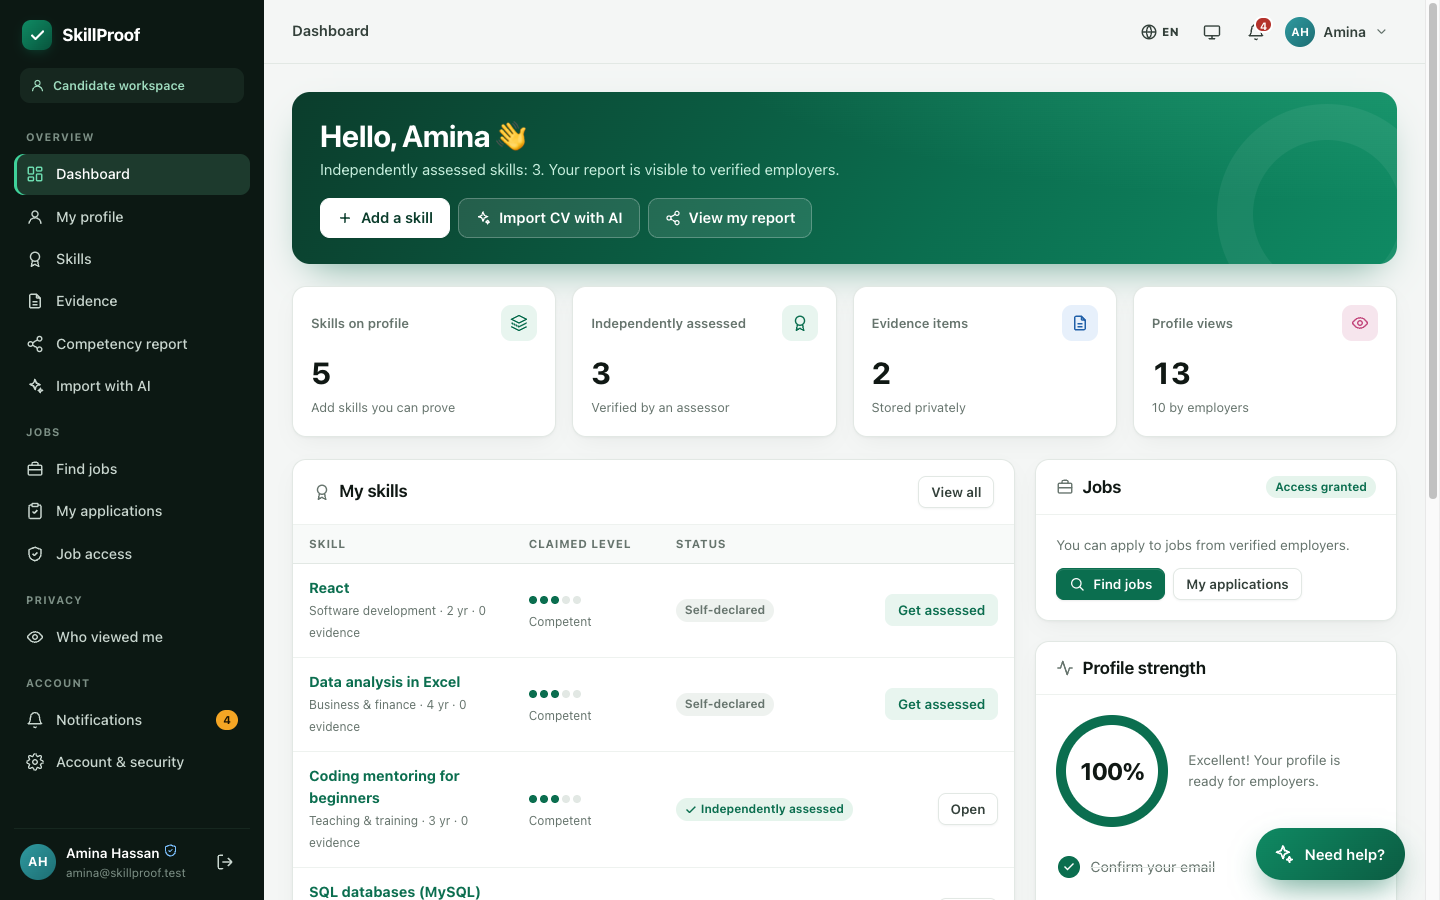 SkillProof
Candidate workspace
OVERVIEW
Dashboard
My profile
Skills
Evidence
Competency report
Import with AI
JOBS
Find jobs
My applications
Job access
PRIVACY
Who viewed me
ACCOUNT
Notifications 4
Account & security
AH
Amina Hassan
amina@skillproof.test
Dashboard
EN
4
AH
Amina
Hello, Amina 👋
Independently assessed skills: 3. Your report is visible to verified employers.
Add a skill
Import CV with AI
View my report
Skills on profile
5
Add skills you can prove
Independently assessed
3
Verified by an assessor
Evidence items
2
Stored privately
Profile views
13
10 by employers
My skills
View all
SKILL CLAIMED LEVEL STATUS
React
Software development · 2 yr · 0
evidence
Competent
Self-declared
Get assessed
Data analysis in Excel
Business & finance · 4 yr · 0
evidence
Competent
Self-declared
Get assessed
Coding mentoring for
beginners
Teaching & training · 3 yr · 0
evidence
Competent
Independently assessed
Open
SQL databases (MySQL)
Jobs
Access granted
You can apply to jobs from verified employers.
Find jobs
My applications
Profile strength
100%
Excellent! Your profile is
ready for employers.
Confirm your email
Need help?